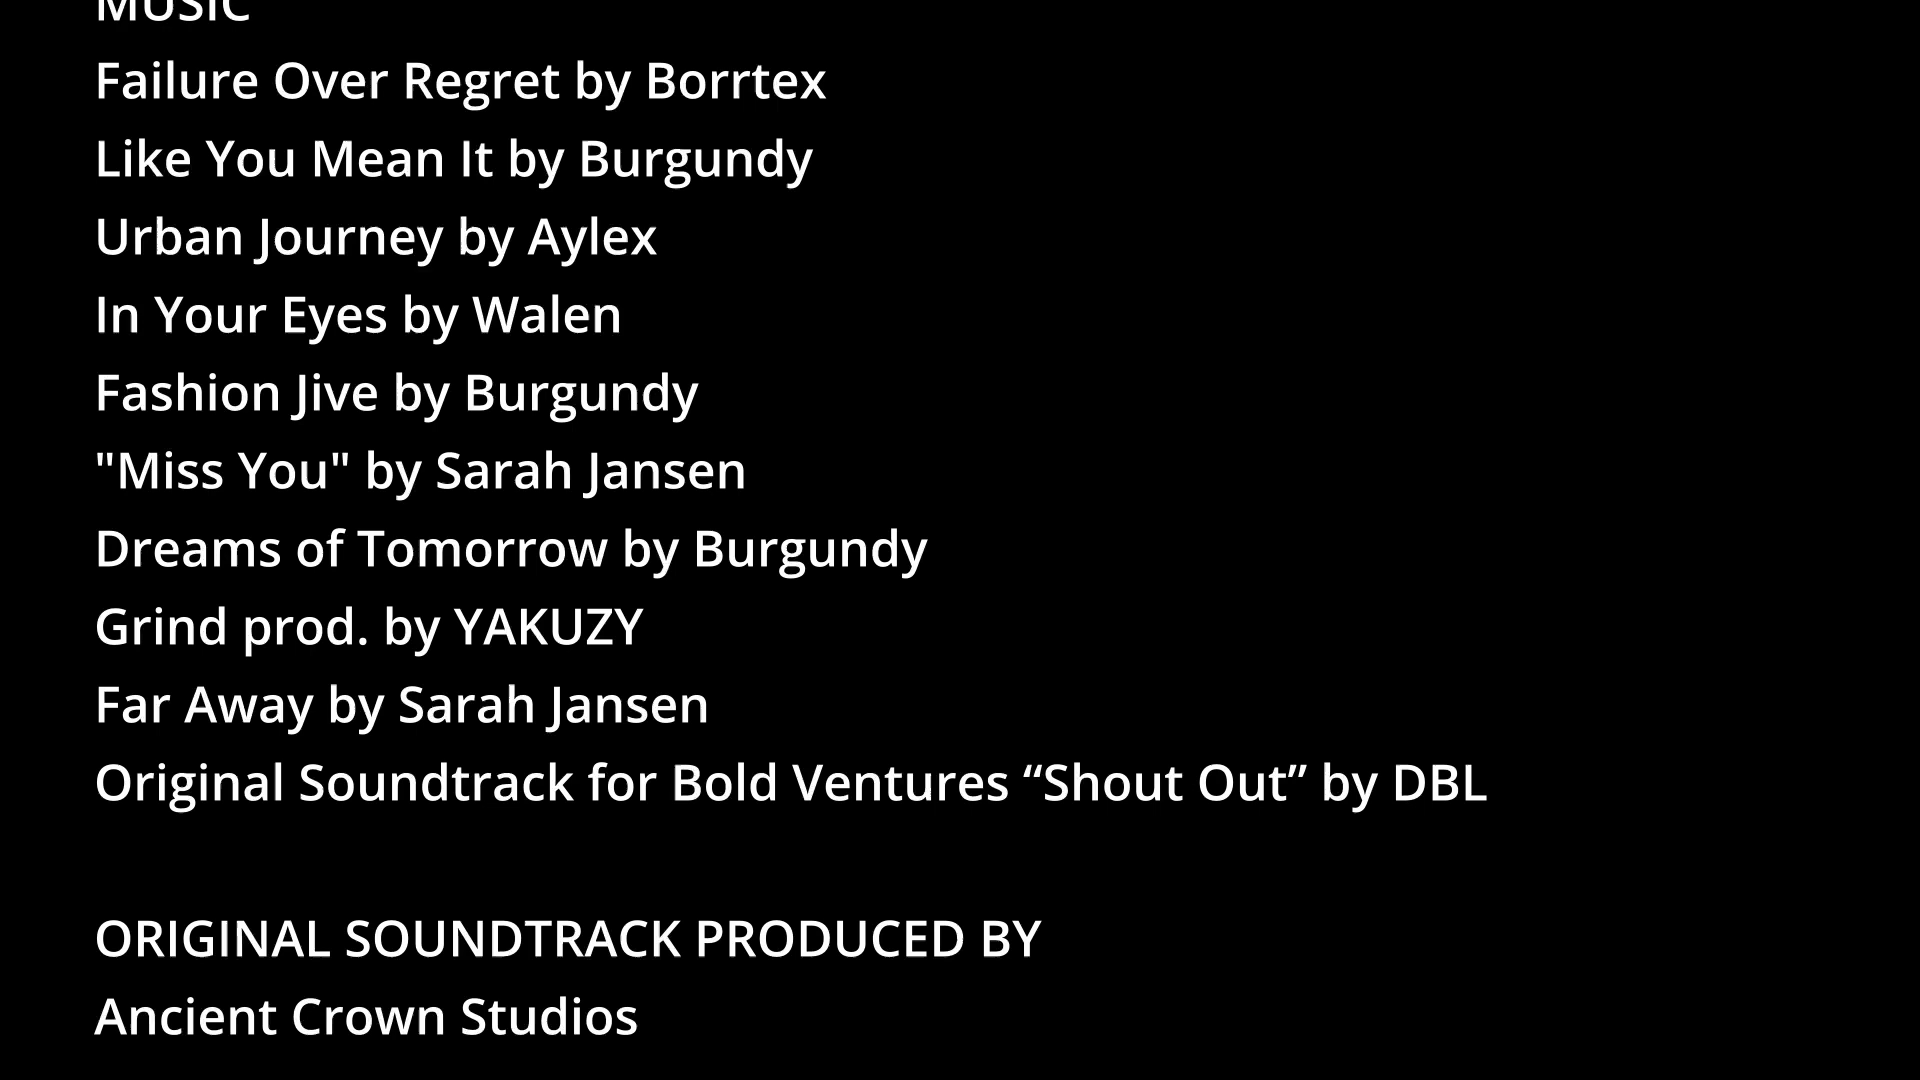 MUSIC
Failure Over Regret by Borrtex
Like You Mean It by Burgundy
Urban Journey by Aylex
In Your Eyes by Walen
Fashion Jive by Burgundy
"Miss You" by Sarah Jansen
Dreams of Tomorrow by Burgundy
Grind prod. by YAKUZY
Far Away by Sarah Jansen
Original Soundtrack for Bold Ventures “Shout Out” by DBL
ORIGINAL SOUNDTRACK PRODUCED BY
Ancient Crown Studios